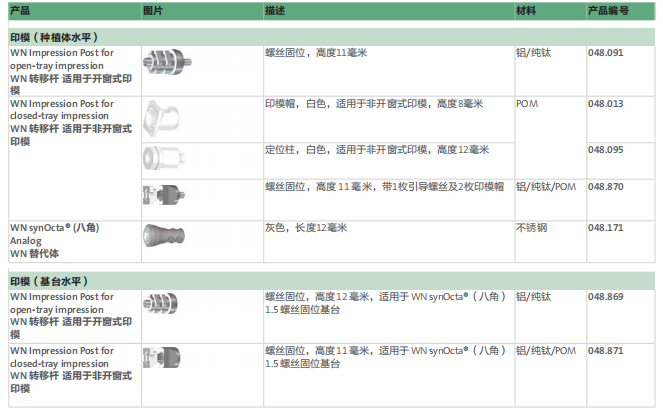 产品 图片 描述 材料 产品编号
印模（种植体水平）
WN Impression Post for
open-tray impression
WN 转移杆 适用于开窗式印
模
螺丝固位，高度11毫米 铝/纯钛 048.091
WN Impression Post for
closed-tray impression
WN 转移杆 适用于非开窗式
印模
印模帽，白色，适用于非开窗式印模，高度8毫米 POM 048.013
定位柱，白色，适用于非开窗式印模，高度12毫米 048.095
螺丝固位，高度 11 毫米，带1枚引导螺丝及2枚印模帽 铝/纯钛/POM 048.870
WN synOcta® (八角)
Analog
WN 替代体
灰色，长度12毫米 不锈钢 048.171
印模（基台水平）
WN Impression Post for
open-tray impression
WN 转移杆 适用于开窗式印
模
螺丝固位，高度12 毫米，适用于 WN synOcta®（八角）
1.5 螺丝固位基台
铝/纯钛 048.869
WN Impression Post for
closed-tray impression
WN 转移杆 适用于非开窗式
印模
螺丝固位，高度11 毫米，适用于 WN synOcta®（八角）
1.5 螺丝固位基台
铝/纯钛/POM 048.871